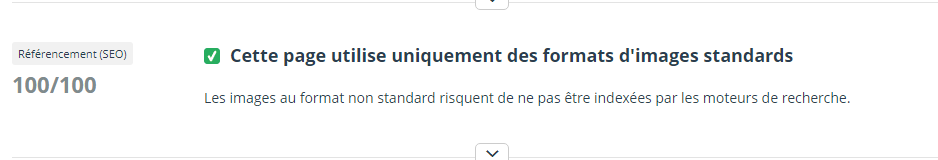 Référencement (SEO)
100/100
Cette page utilise uniquement des formats d'images standards
Les images au format non standard risquent de ne pas être indexées par les moteurs de recherche.